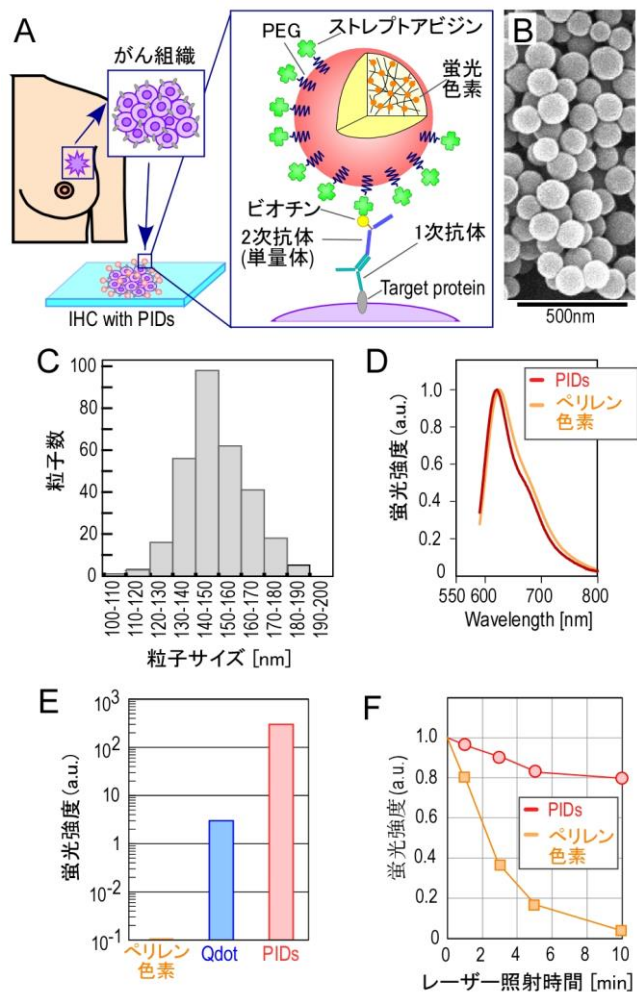 A
がん組織
IHC with PIDs
PEG
ストレプトアビジン
蛍光
色素
ビオチン
2次抗体
(単量体)
1次抗体
Target protein
B
500nm
C
粒子数
100
80
60
40
20
0
100-110
110-120
120-130
130-140
140-150
150-160
160-170
170-180
180-190
190-200
粒子サイズ [nm]
D
蛍光強度 (a.u.)
1.0
0.8
0.6
0.4
0.2
550 600 700 800
Wavelength [nm]
PIDs
ペリレン
色素
E
蛍光強度 (a.u.)
10³
10²
10
1
10⁻²
10⁻¹
ペリレン
色素
Qdot
PIDs
F
蛍光強度 (a.u.)
1.0
0.8
0.6
0.4
0.2
0
0 2 4 6 8 10
レーザー照射時間 [min]
PIDs
ペリレン
色素